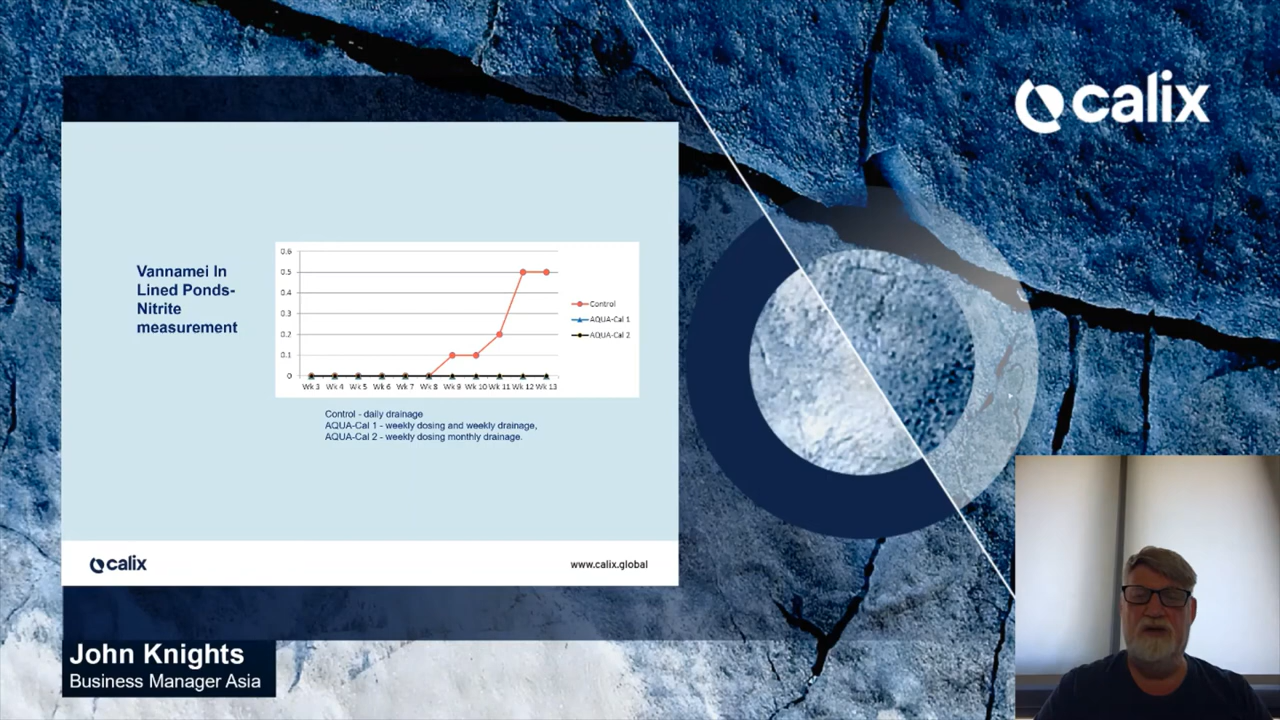 calix
Vannamei In
Lined Ponds-
Nitrite
measurement
0.6
0.5
0.4
0.3
0.2
0.1
0
Wk 3 Wk 4 Wk 5 Wk 6 Wk 7 Wk 8 Wk 9 Wk 10 Wk 11 Wk 12 Wk 13
Control
AQUA-Cal 1
AQUA-Cal 2
Control - daily drainage
AQUA-Cal 1 - weekly dosing and weekly drainage,
AQUA-Cal 2 - weekly dosing monthly drainage.
calix
www.calix.global
John Knights
Business Manager Asia